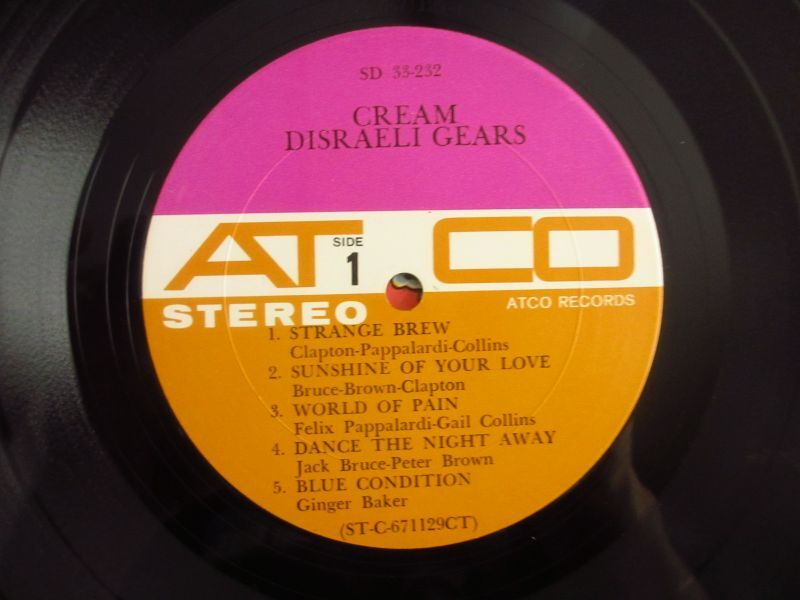 SD 33-232
CREAM
DISRAELI GEARS
AT CO
SIDE
1
STEREO
ATCO RECORDS
1. STRANGE BREW
Clapton-Pappalardi-Collins
2. SUNSHINE OF YOUR LOVE
Bruce-Brown-Clapton
3. WORLD OF PAIN
Felix Pappalardi-Gail Collins
4. DANCE THE NIGHT AWAY
Jack Bruce-Peter Brown
5. BLUE CONDITION
Ginger Baker
(ST-C-671129CT)